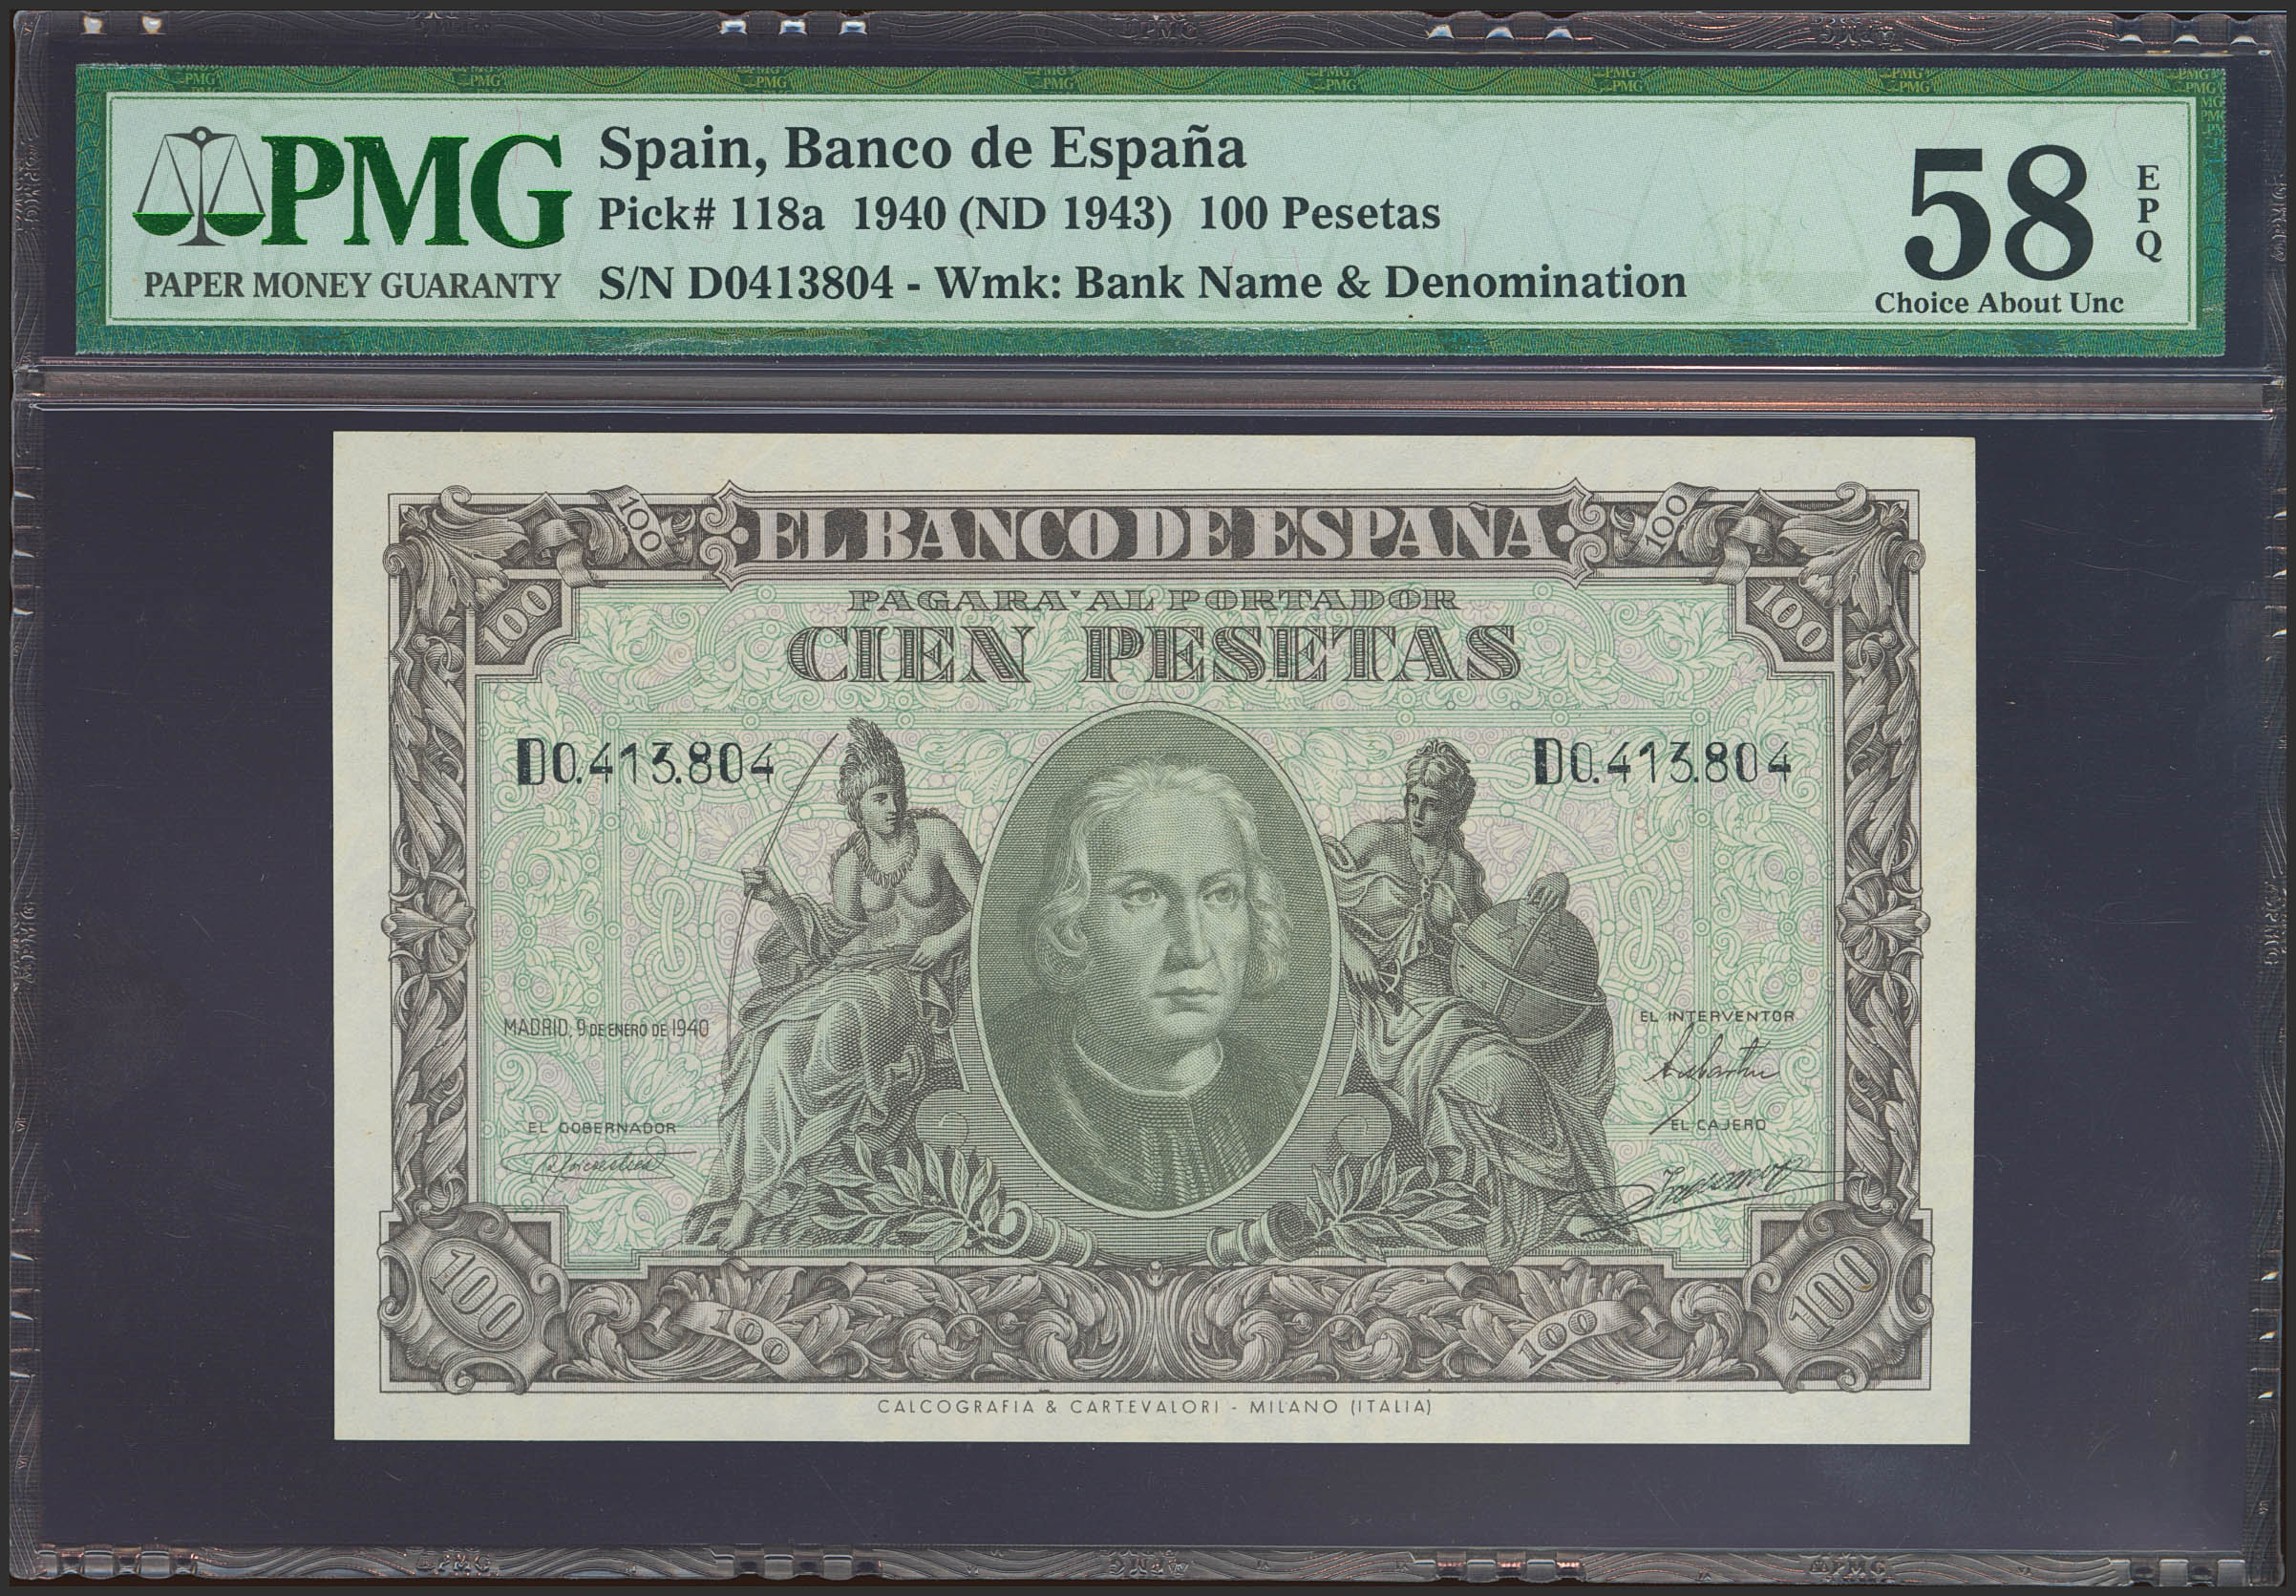 PMG
PAPER MONEY GUARANTY
Spain, Banco de España
Pick# 118a 1940 (ND 1943) 100 Pesetas
S/N D0413804 - Wmk: Bank Name & Denomination
58
EPQ
Choice About Unc
100
EL BANCO DE ESPAÑA
100
100
PAGARA' AL PORTADOR
100
CIEN PESETAS
D0.413.804
D0.413.804
MADRID, 9 DE ENERO DE 1940
EL INTERVENTOR
EL GOBERNADOR
EL CAJERO
100
100
100
100
CALCOGRAFIA & CARTEVALORI - MILANO (ITALIA)